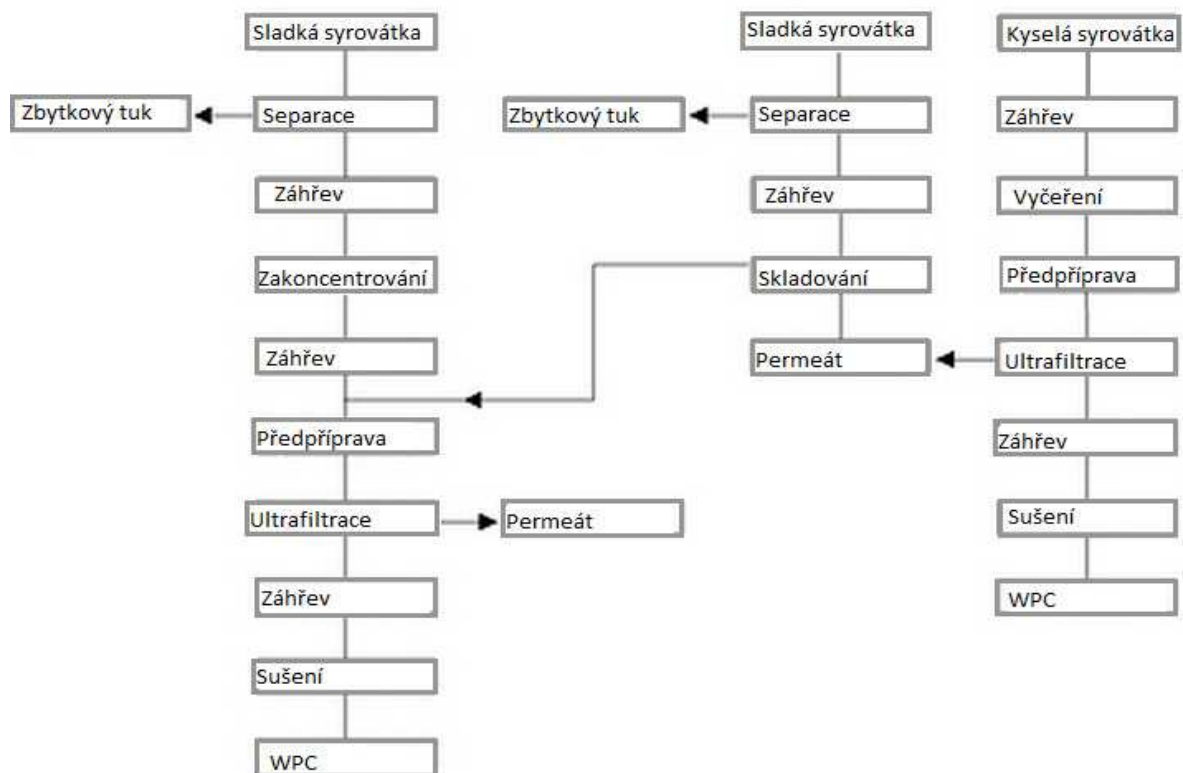 Sladká syrovátka
Sladká syrovátka
Kyselá syrovátka
Zbytkový tuk
Separace
Zbytkový tuk
Separace
Záhřev
Záhřev
Záhřev
Vyčeření
Zakoncentrování
Skladování
Předpříprava
Záhřev
Permeát
Ultrafiltrace
Předpříprava
Záhřev
Ultrafiltrace
Permeát
Sušení
Záhřev
WPC
Sušení
WPC